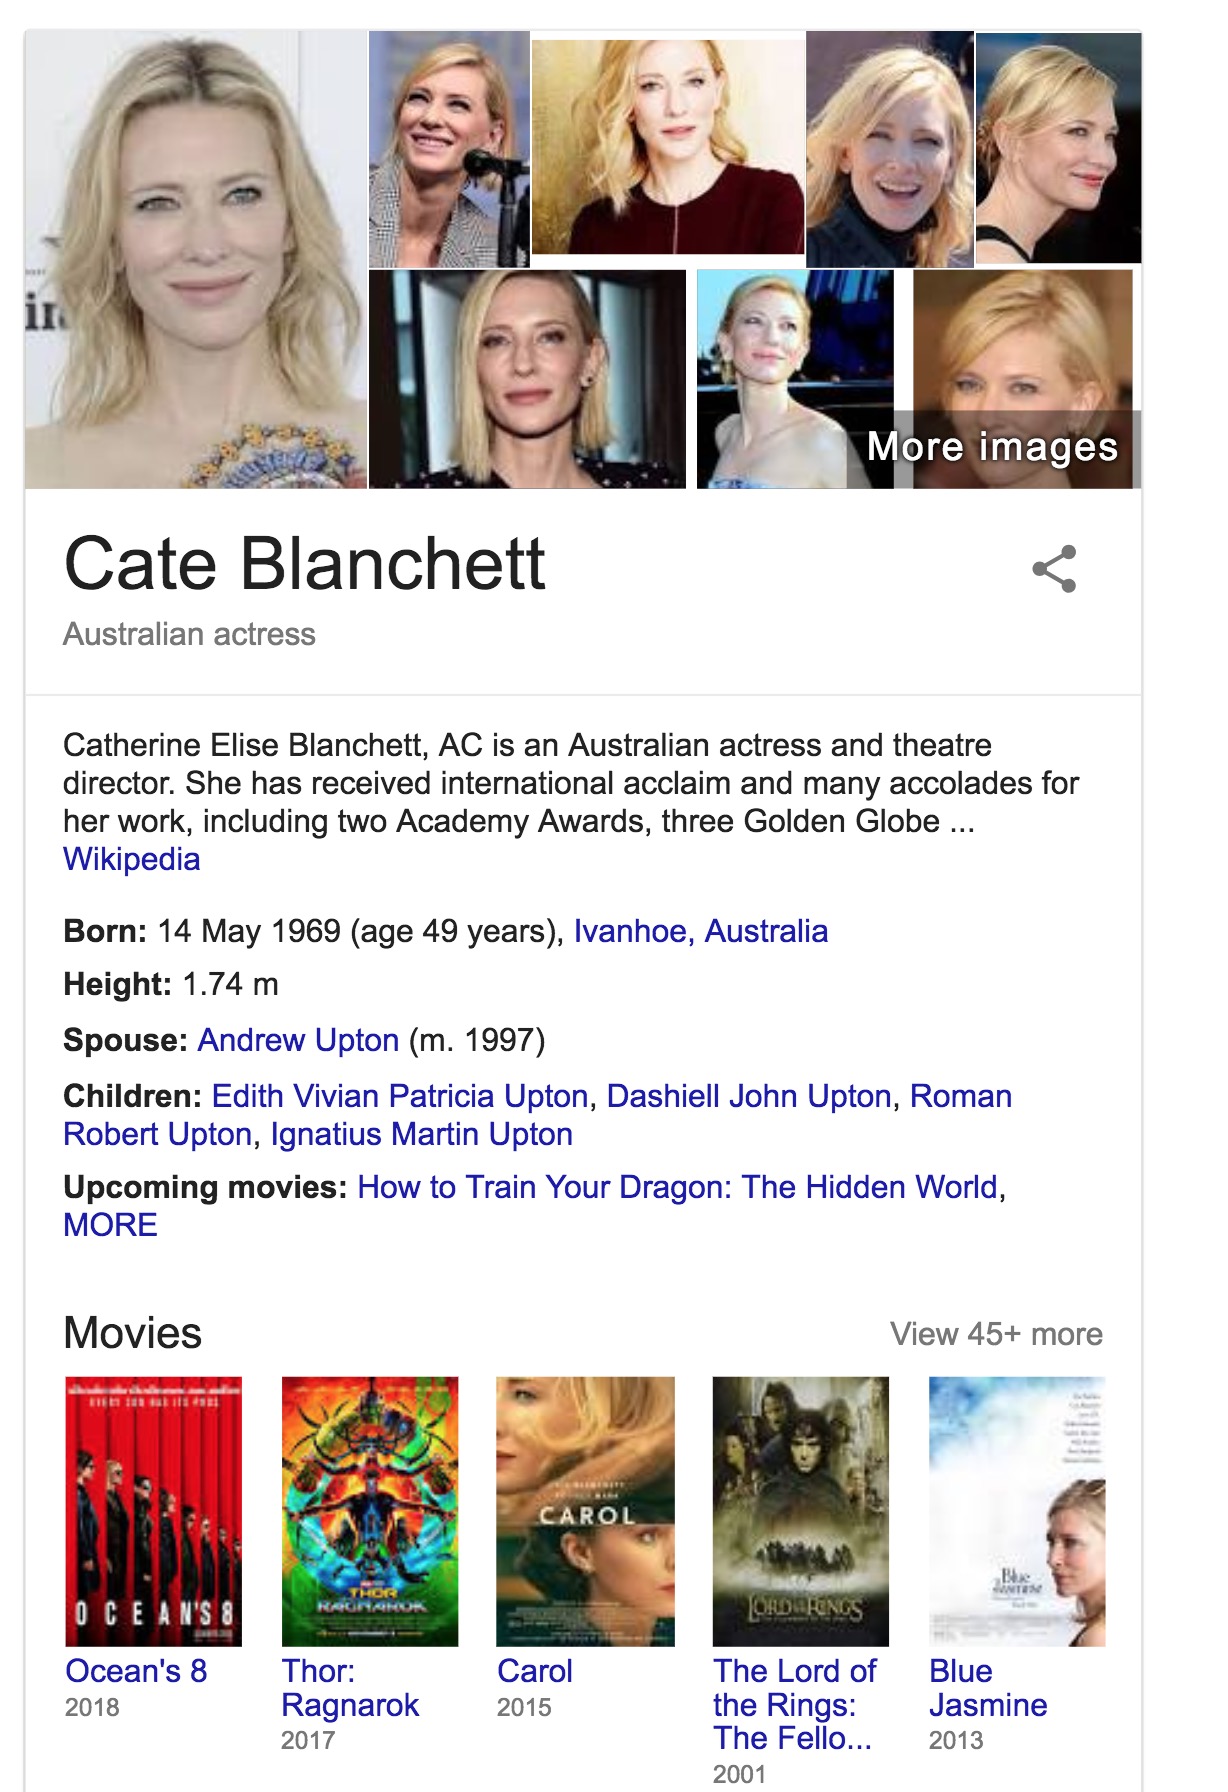 More images
Cate Blanchett
Australian actress
Catherine Elise Blanchett, AC is an Australian actress and theatre
director. She has received international acclaim and many accolades for
her work, including two Academy Awards, three Golden Globe ...
Wikipedia
Born: 14 May 1969 (age 49 years), Ivanhoe, Australia
Height: 1.74 m
Spouse: Andrew Upton (m. 1997)
Children: Edith Vivian Patricia Upton, Dashiell John Upton, Roman
Robert Upton, Ignatius Martin Upton
Upcoming movies: How to Train Your Dragon: The Hidden World,
MORE
Movies
View 45+ more
EVERY CON HAS ITS PROS
OCEAN'S 8
THOR
RAGNAROK
CAROL
LORD OF THE RINGS
Blue
Jasmine
Ocean's 8
2018
Thor:
Ragnarok
2017
Carol
2015
The Lord of
the Rings:
The Fello...
2001
Blue
Jasmine
2013